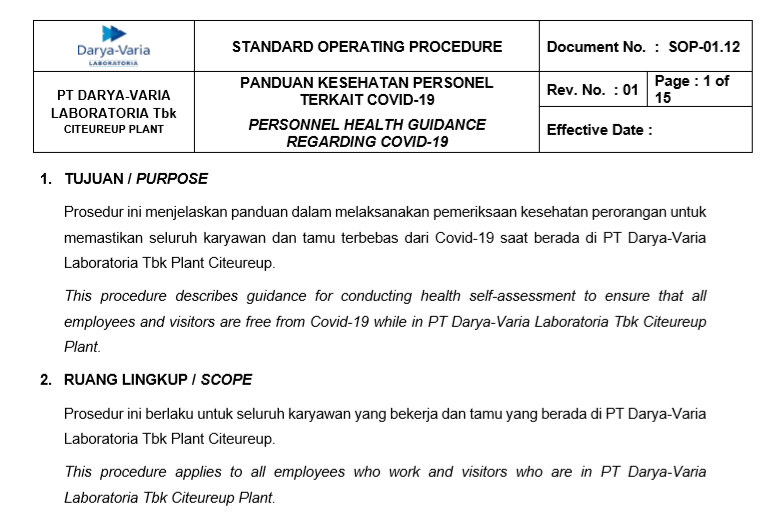 Darya-Varia
LABORATORIA
STANDARD OPERATING PROCEDURE
Document No. : SOP-01.12
PT DARYA-VARIA
LABORATORIA Tbk
CITEUREUP PLANT
PANDUAN KESEHATAN PERSONEL
TERKAIT COVID-19
PERSONNEL HEALTH GUIDANCE
REGARDING COVID-19
Rev. No. : 01
Page : 1 of
15
Effective Date :
1. TUJUAN / PURPOSE
Prosedur ini menjelaskan panduan dalam melaksanakan pemeriksaan kesehatan perorangan untuk
memastikan seluruh karyawan dan tamu terbebas dari Covid-19 saat berada di PT Darya-Varia
Laboratoria Tbk Plant Citeureup.
This procedure describes guidance for conducting health self-assessment to ensure that all
employees and visitors are free from Covid-19 while in PT Darya-Varia Laboratoria Tbk Citeureup
Plant.
2. RUANG LINGKUP / SCOPE
Prosedur ini berlaku untuk seluruh karyawan yang bekerja dan tamu yang berada di PT Darya-Varia
Laboratoria Tbk Plant Citeureup.
This procedure applies to all employees who work and visitors who are in PT Darya-Varia
Laboratoria Tbk Citeureup Plant.